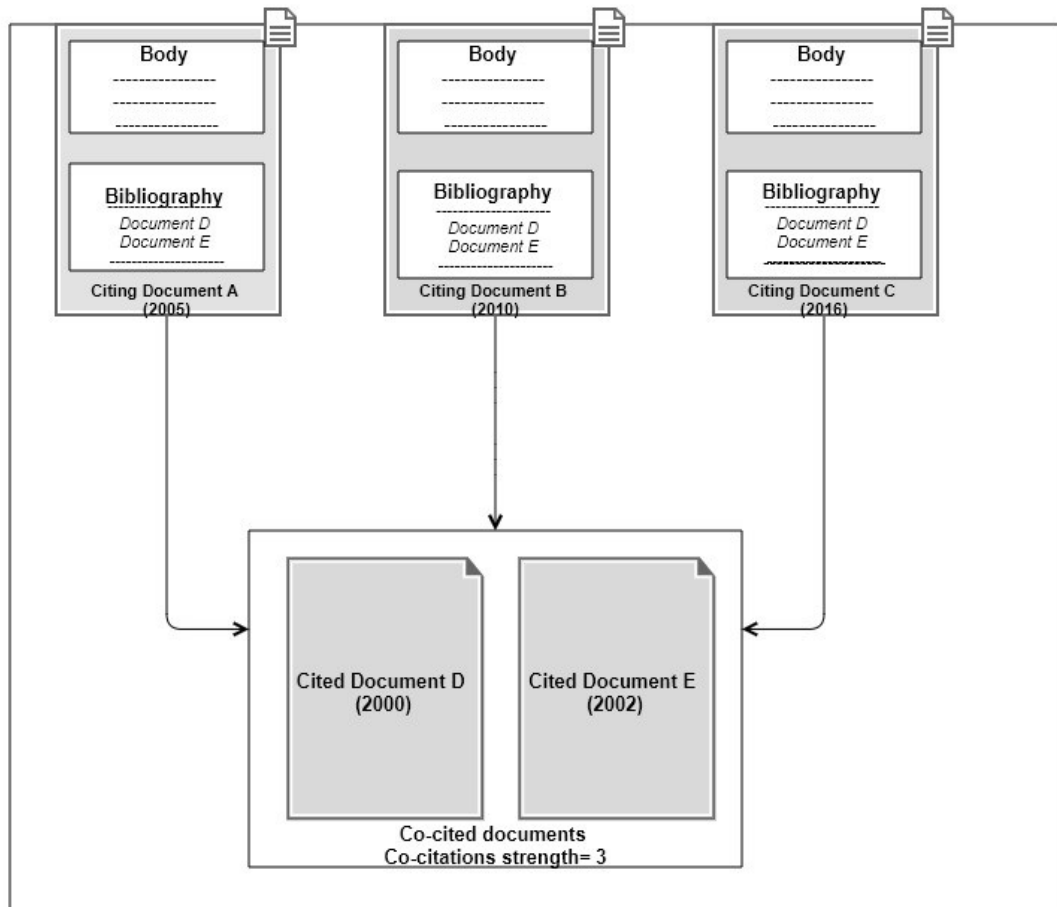 Body
Bibliography
Document D
Document E
Citing Document A
(2005)
Body
Bibliography
Document D
Document E
Citing Document B
(2010)
Body
Bibliography
Document D
Document E
Citing Document C
(2016)
Cited Document D
(2000)
Cited Document E
(2002)
Co-cited documents
Co-citations strength= 3